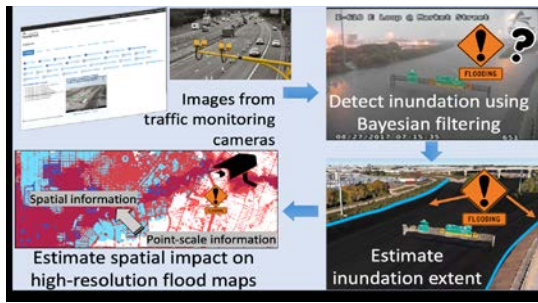 Images from
traffic monitoring
cameras
I-610 E Loop @ Market Street
FLOODING
?
08/27/2017 07:15:35
651
Detect inundation using
Bayesian filtering
FLOODING
Estimate
inundation extent
Spatial information
Point-scale information
Estimate spatial impact on
high-resolution flood maps